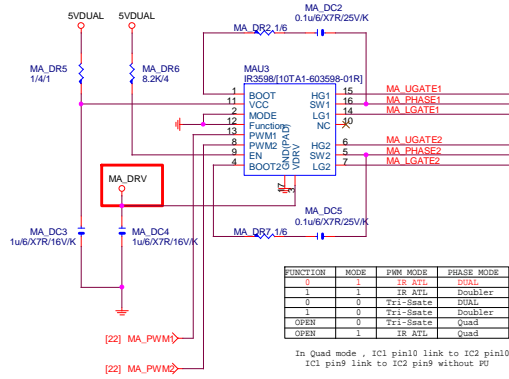 5VDUAL
5VDUAL
MA_DC2
0.1u/6/X7R/25V/K
MA_DR2 1/6
MA_DR5
1/4/1
MA_DR6
8.2K/4
MAU3
IR3598/[10TA1-603598-01R]
1 BOOT
11 VCC
2 MODE
12 Function
13 PWM1
8 PWM2
9 EN
4 BOOT2
HG1 15 MA_UGATE1
SW1 16 MA_PHASE1
LG1 14 MA_LGATE1
NC 10
HG2 6 MA_UGATE2
SW2 5 MA_PHASE2
LG2 7 MA_LGATE2
GND(PAD)
VDRV
17
3
MA_DRV
MA_DC3
1u/6/X7R/16V/K
MA_DC4
1u/6/X7R/16V/K
MA_DC5
0.1u/6/X7R/25V/K
MA_DR7 1/6
[22] MA_PWM1
[22] MA_PWM2
FUNCTION MODE PWM MODE PHASE MODE
0 1 IR ATL DUAL
1 1 IR ATL Doubler
0 0 Tri-Ssate DUAL
1 0 Tri-Ssate Doubler
OPEN 0 Tri-Ssate Quad
OPEN 1 IR ATL Quad
In Quad mode , IC1 pin10 link to IC2 pin10
IC1 pin9 link to IC2 pin9 without PU